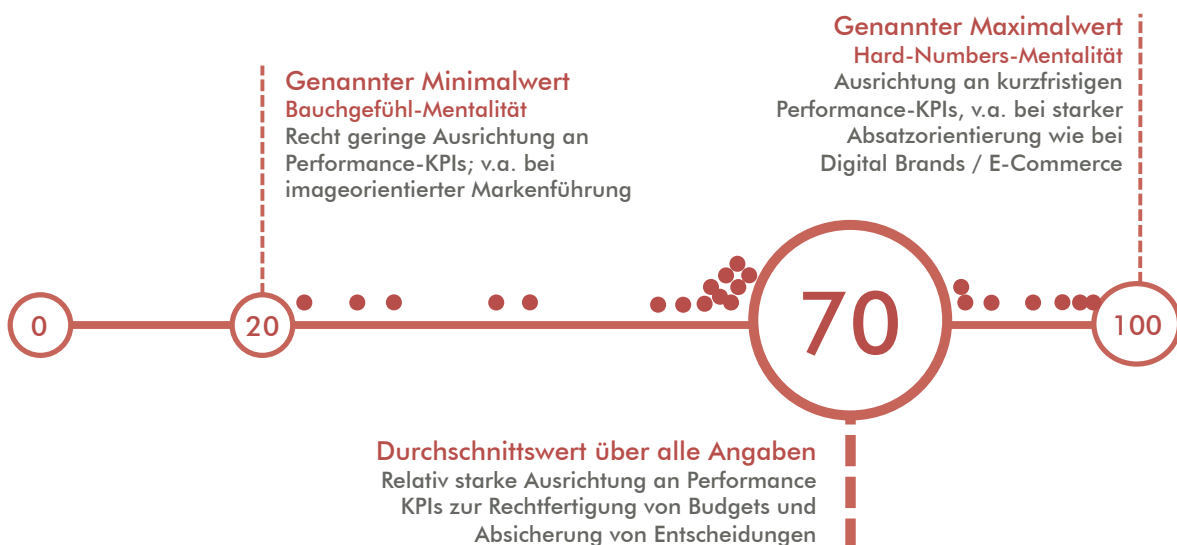 Genannter Maximalwert
Hard-Numbers-Mentalität
Ausrichtung an kurzfristigen
Performance-KPIs, v.a. bei starker
Absatzorientierung wie bei
Digital Brands / E-Commerce
Genannter Minimalwert
Bauchgefühl-Mentalität
Recht geringe Ausrichtung an
Performance-KPIs; v.a. bei
imageorientierter Markenführung
0
20
70
100
Durchschnittswert über alle Angaben
Relativ starke Ausrichtung an Performance
KPIs zur Rechtfertigung von Budgets und
Absicherung von Entscheidungen